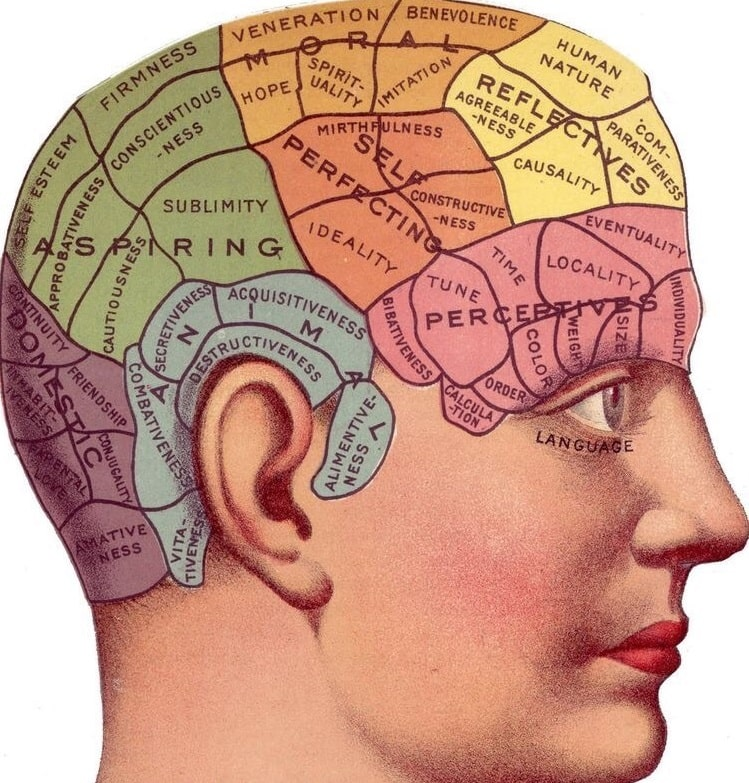 VENERATION
BENEVOLENCE
MORAL
HOPE
SPIRIT-
UALITY
IMITATION
FIRMNESS
CONSCIENTIOUS
-NESS
SELF ESTEEM
APPROBATIVENESS
SUBLIMITY
ASPIRING
CAUTIOUSNESS
HUMAN
NATURE
REFLECTIVES
AGREEABLE
-NESS
COM-
PARATIVENESS
CAUSALITY
MIRTHFULNESS
SELF
PERFECTING
CONSTRUCTIVE
-NESS
IDEALITY
EVENTUALITY
TIME
LOCALITY
TUNE
PERCEPTIVES
INDIVIDUALITY
BIBATIVENESS
COLOR
WEIGHT
SIZE
ORDER
CALCULA
-TION
LANGUAGE
SECRETIVENESS
ACQUISITIVENESS
ANIMAL
DESTRUCTIVENESS
COMBATIVENESS
ALIMENTIVE-
NESS
VITA-
TIVENESS
CONTINUITY
DOMESTIC
FRIENDSHIP
CONJUGALITY
AMATIVE
NESS